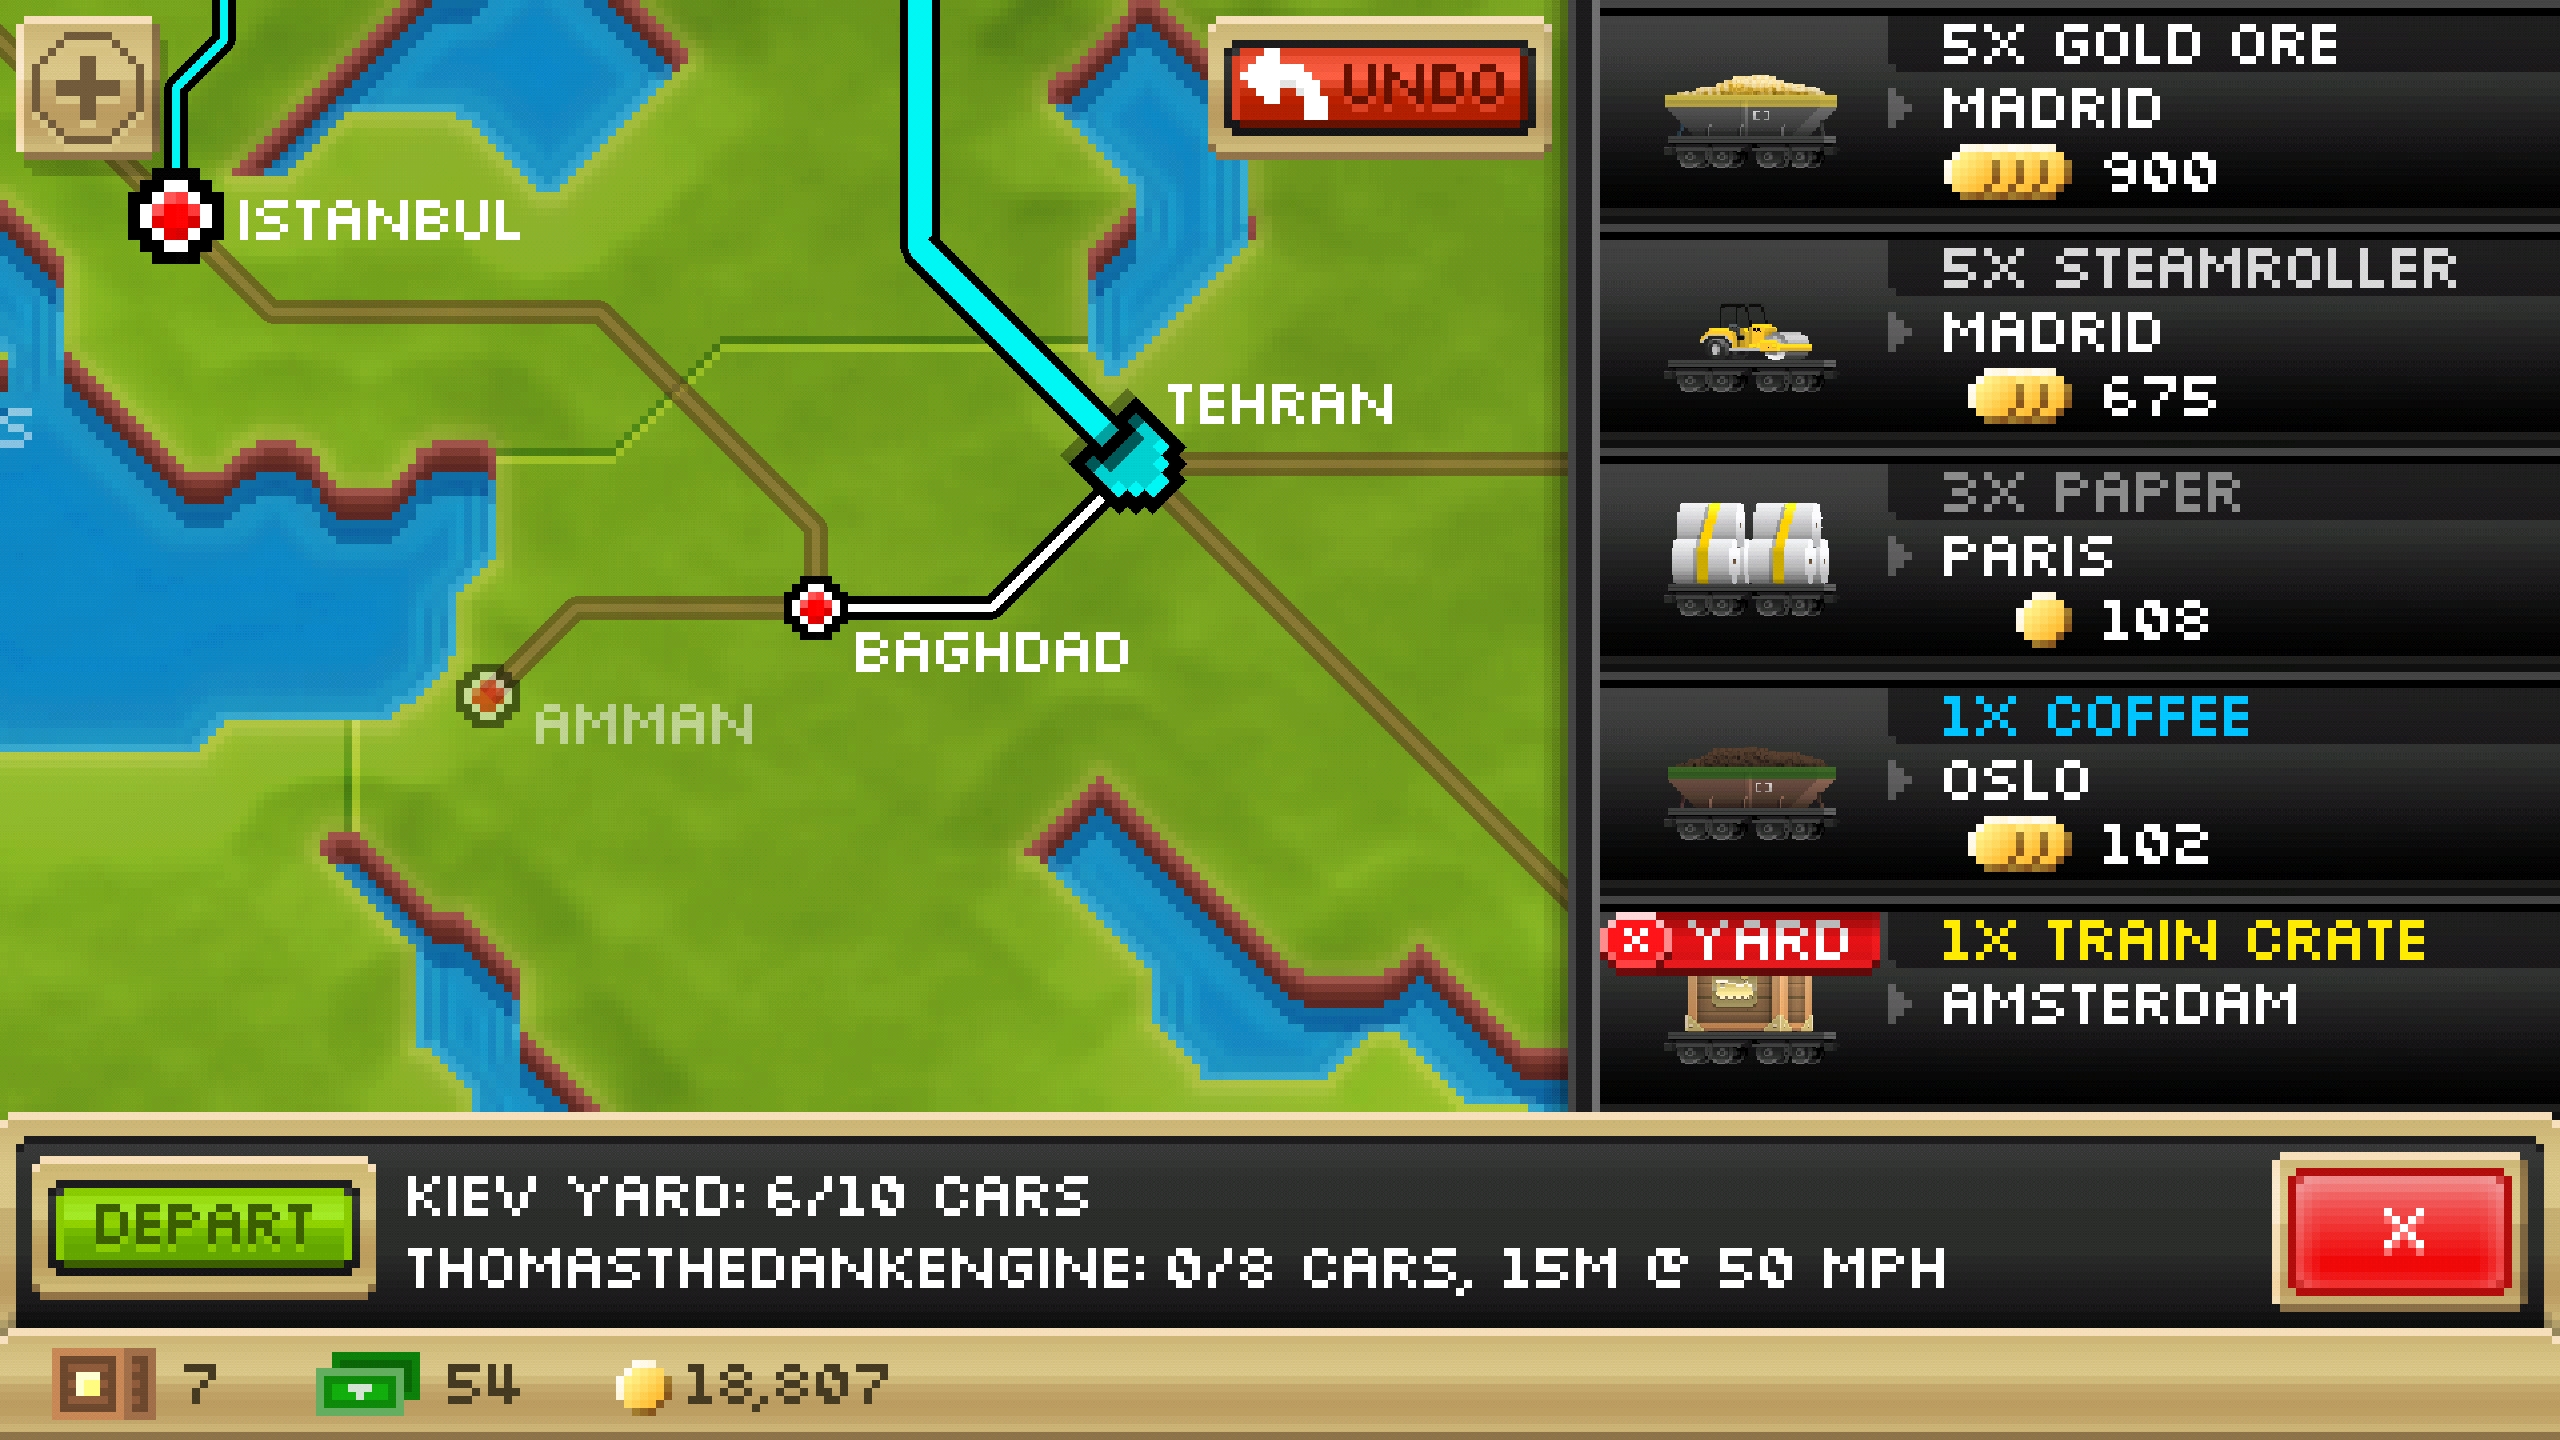 UNDO
ISTANBUL
TEHRAN
BAGHDAD
AMMAN
S
5X GOLD ORE
MADRID
900
5X STEAMROLLER
MADRID
675
3X PAPER
PARIS
108
1X COFFEE
OSLO
102
YARD
1X TRAIN CRATE
AMSTERDAM
DEPART
KIEV YARD: 6/10 CARS
THOMASTHEDANKENGINE: 0/8 CARS, 15M @ 50 MPH
X
7
54
18,807